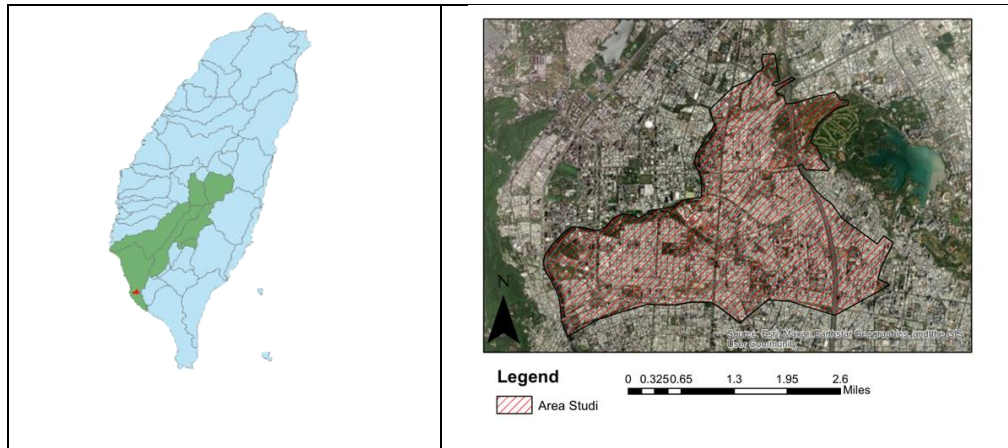 Source: Esri, Maxar, Earthstar Geographics, and the GIS
User Community
N
Legend
Area Studi
0 0.3250.65 1.3 1.95 2.6
Miles